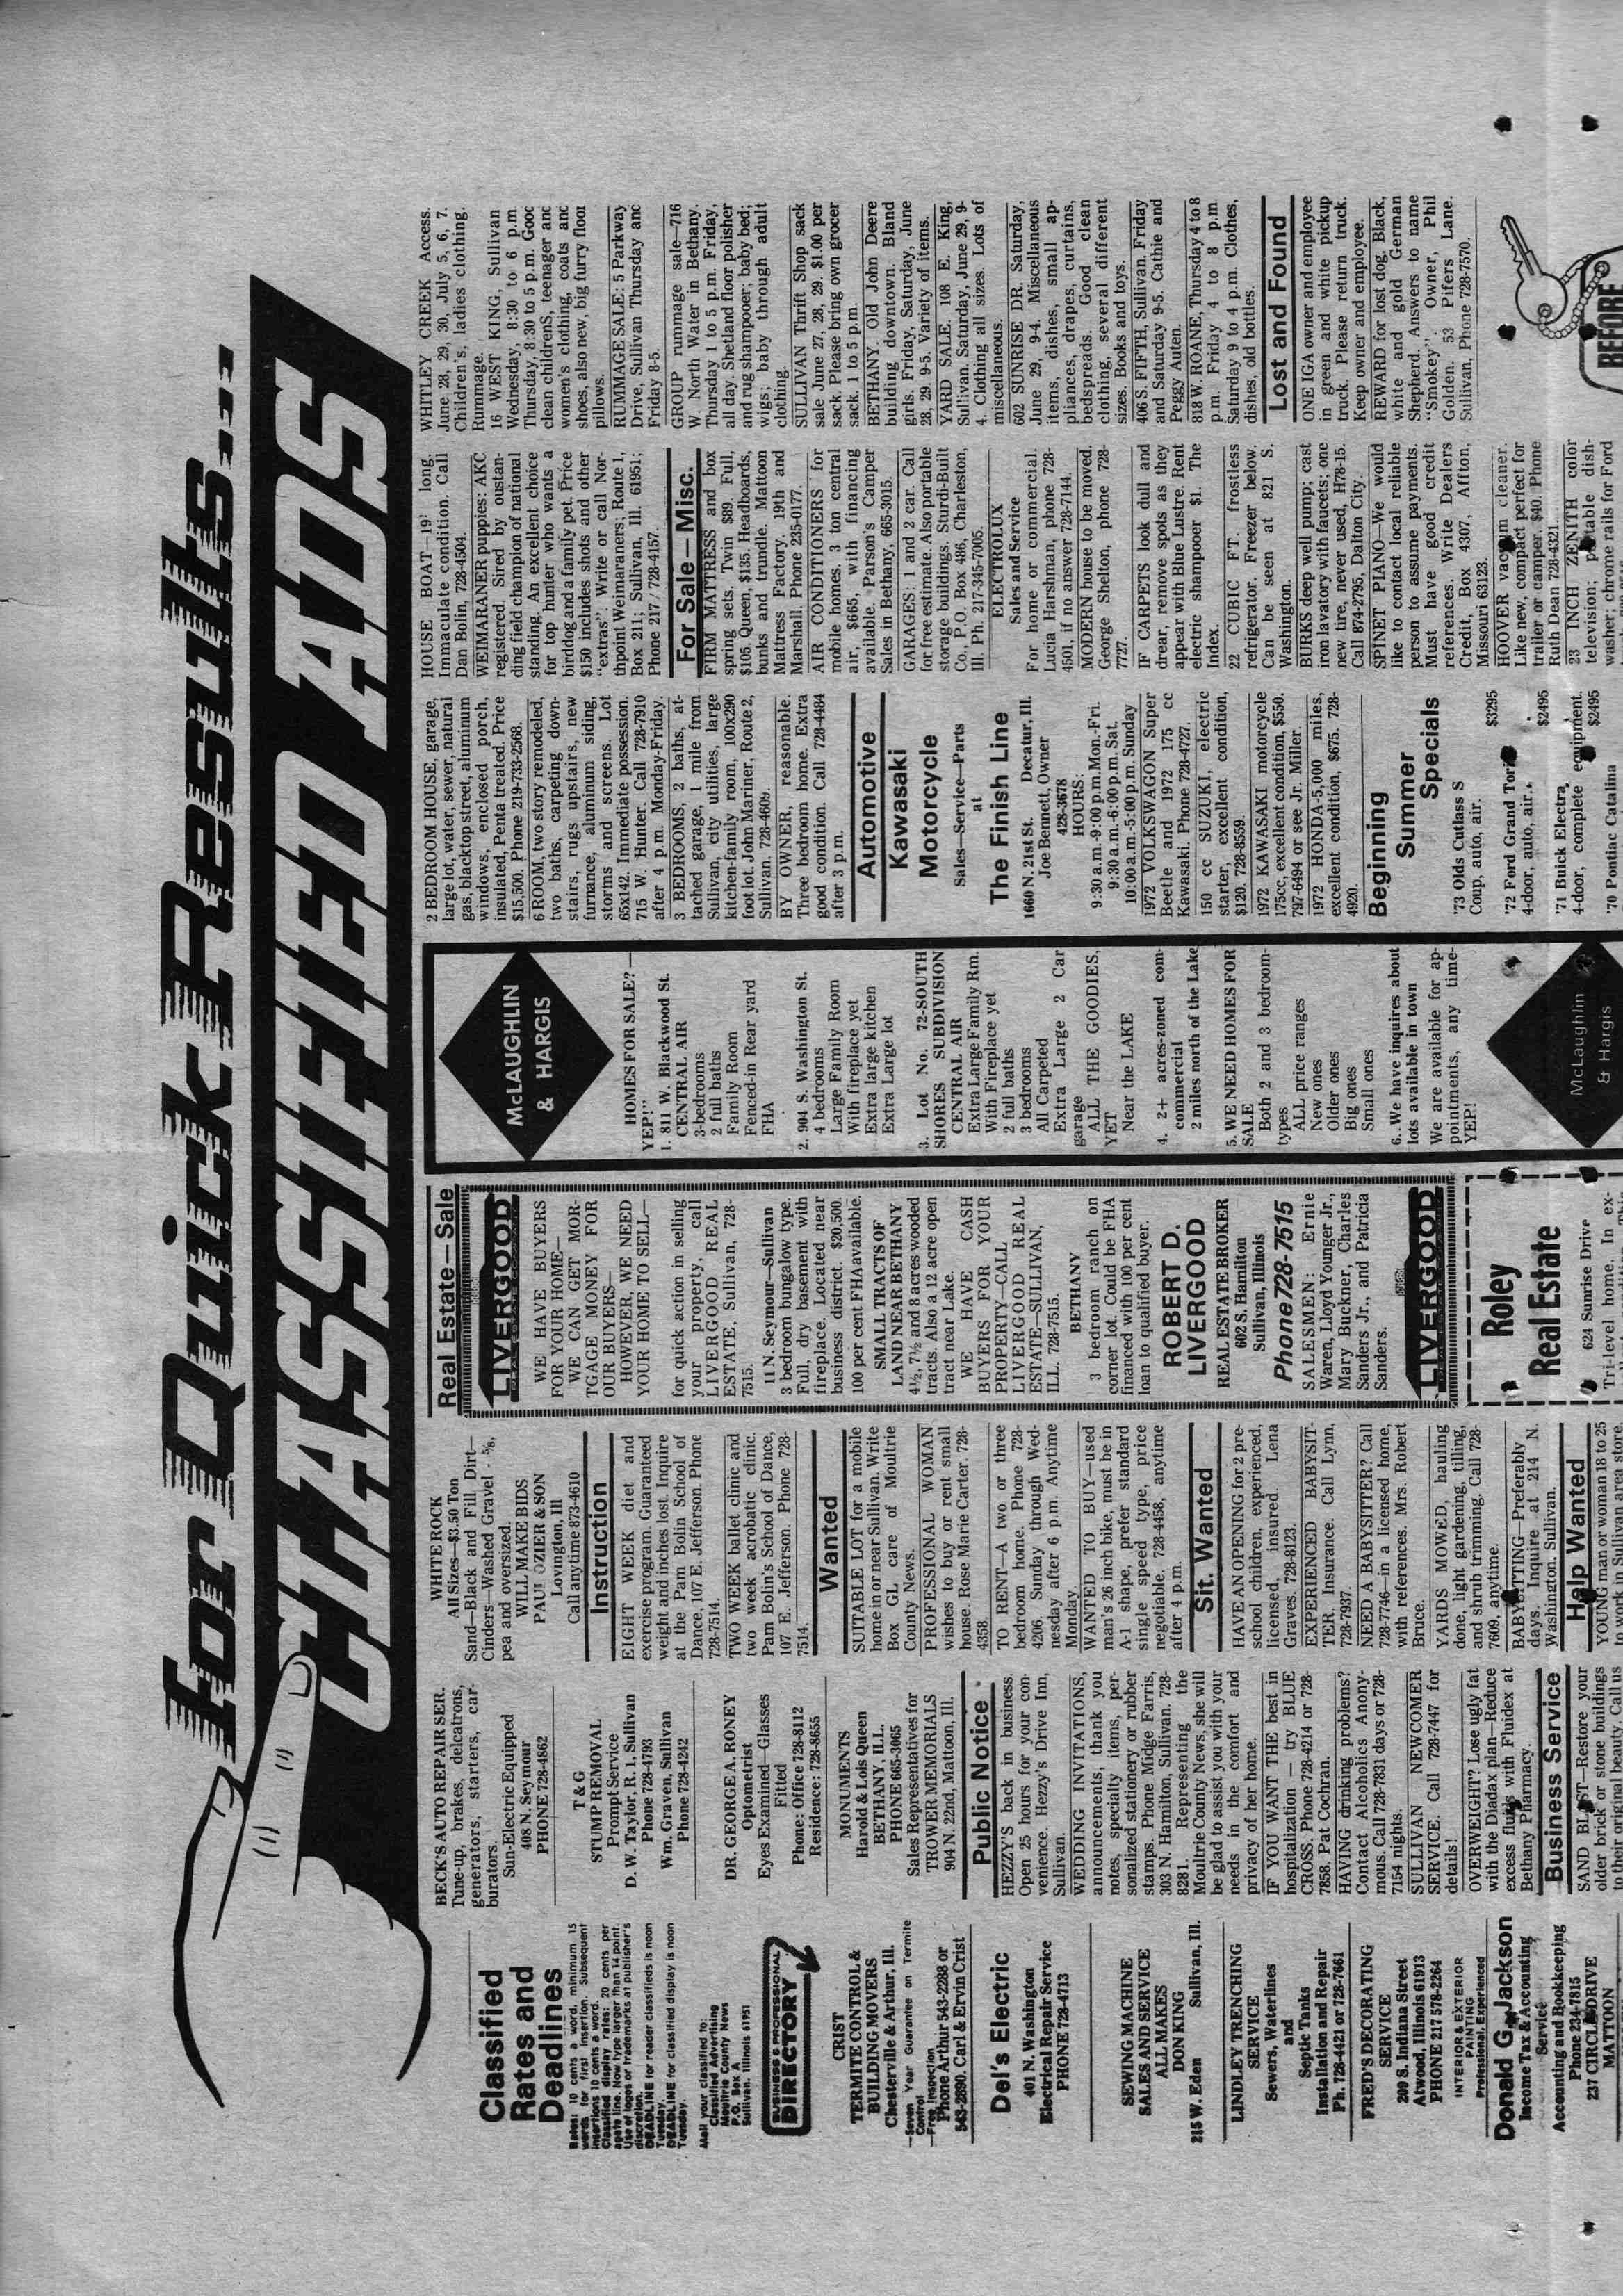 for Quick Results...
CLASSIFIED ADS
Classified
Rates and
Deadlines
Rates: 10 cents a word, minimum 15
words for first insertion. Subsequent
insertions 10 cents a word.
Classified display rates: 20 cents per
agate line. Now type larger than 14 point.
Use of logos or trademarks at publisher's
discretion.
DEADLINE for reader classifieds is noon
Tuesday.
DEADLINE for classified display is noon
Tuesday.
Mail your classified to:
Classified Advertising
Moultrie County News
P.O. Box A
Sullivan, Illinois 61951
BUSINESS & PROFESSIONAL
DIRECTORY
CRIST
TERMITE CONTROL &
BUILDING MOVERS
Chesterville & Arthur, Ill.
—Seven Year Guarantee on Termite
Control
—Free Inspection
Phone Arthur 543-2288 or
543-2890. Carl & Ervin Crist
Del's Electric
401 N. Washington
Electrical Repair Service
PHONE 728-4713
SEWING MACHINE
SALES AND SERVICE
ALL MAKES
DON KING
215 W. Eden Sullivan, Ill.
LINDLEY TRENCHING
SERVICE
Sewers, Waterlines
and
Septic Tanks
Installation and Repair
Ph. 728-4421 or 728-7661
FRED'S DECORATING
SERVICE
209 S. Indiana Street
Atwood, Illinois 61913
PHONE 217 578-2264
INTERIOR & EXTERIOR
PAINTING
Professional, Experienced
Donald G. Jackson
Income Tax & Accounting
Service
Accounting and Bookkeeping
Phone 234-7815
237 CIRCLE DRIVE
MATTOON
BECK'S AUTO REPAIR SER.
Tune-up, brakes, delcatrons,
generators, starters, car-
burators.
Sun-Electric Equipped
408 N. Seymour
PHONE 728-4862
T & G
STUMP REMOVAL
Prompt Service
D. W. Taylor, R. 1, Sullivan
Phone 728-4793
Wm. Graven, Sullivan
Phone 728-4242
DR. GEORGE A. RONEY
Optometrist
Eyes Examined—Glasses
Fitted
Phone: Office 728-8112
Residence: 728-8655
MONUMENTS
Harold & Lois Queen
BETHANY, ILL.
PHONE 665-3065
Sales Representatives for
TROWER MEMORIALS
904 N. 22nd, Mattoon, Ill.
Public Notice
HEZZY'S back in business.
Open 25 hours for your con-
venience. Hezzy's Drive Inn,
Sullivan.
WEDDING INVITATIONS,
announcements, thank you
notes, specialty items, per-
sonalized stationery or rubber
stamps. Phone Midge Farris,
303 N. Hamilton, Sullivan. 728-
8281. Representing the
Moultrie County News, she will
be glad to assist you with your
needs in the comfort and
privacy of her home.
IF YOU WANT THE best in
hospitalization — try BLUE
CROSS. Phone 728-4214 or 728-
7858. Pat Cochran.
HAVING drinking problems?
Contact Alcoholics Anony-
mous. Call 728-7831 days or 728-
7154 nights.
SULLIVAN NEWCOMER
SERVICE. Call 728-7447 for
details!
OVERWEIGHT? Lose ugly fat
with the Diadax plan—Reduce
excess fluids with Fluidex at
Bethany Pharmacy.
Business Service
SAND BLAST—Restore your
older brick or stone buildings
to their original beauty. Call us
WHITE ROCK
All Sizes—$3.50 Ton
Sand—Black and Fill Dirt—
Cinders—Washed Gravel - ⅝,
pea and oversized.
WILL MAKE BIDS
PAUL OZIER & SON
Lovington, Ill
Call anytime 873-4610
Instruction
EIGHT WEEK diet and
exercise program. Guaranteed
weight and inches lost. Inquire
at the Pam Bolin School of
Dance, 107 E. Jefferson. Phone
728-7514.
TWO WEEK ballet clinic and
two week acrobatic clinic.
Pam Bolin's School of Dance,
107 E. Jefferson. Phone 728-
7514.
Wanted
SUITABLE LOT for a mobile
home in or near Sullivan. Write
Box GL care of Moultrie
County News.
PROFESSIONAL WOMAN
wishes to buy or rent small
house. Rose Marie Carter. 728-
4358.
TO RENT—A two or three
bedroom home. Phone 728-
4206. Sunday through Wed-
nesday after 6 p.m. Anytime
Monday.
WANTED TO BUY—used
man's 26 inch bike, must be in
A-1 shape, prefer standard
single speed type, price
negotiable. 728-4458, anytime
after 4 p.m.
Sit. Wanted
HAVE AN OPENING for 2 pre-
school children, experienced,
licensed, insured. Lena
Graves. 728-8123.
EXPERIENCED BABYSIT-
TER Insurance. Call Lynn,
728-7937.
NEED A BABYSITTER? Call
728-7746—in a licensed home,
with references. Mrs. Robert
Bruce.
YARDS MOWED, hauling
done, light gardening, tilling,
and shrub trimming. Call 728-
7609, anytime.
BABYSITTING—Preferably
days. Inquire at 214 N.
Washington. Sullivan.
Help Wanted
YOUNG man or woman 18 to 25
to work in Sullivan area store
Real Estate—Sale
LIVERGOOD
REAL ESTATE
WE HAVE BUYERS
FOR YOUR HOME—
WE CAN GET MOR-
TGAGE MONEY FOR
OUR BUYERS—
HOWEVER, WE NEED
YOUR HOME TO SELL—
for quick action in selling
your property, call
LIVERGOOD REAL
ESTATE,, Sullivan, 728-
7515.
11 N. Seymour—Sullivan
3 bedroom bungalow type.
Full, dry basement with
fireplace. Located near
business district. $20,500.
100 per cent FHA available.
SMALL TRACTS OF
LAND NEAR BETHANY
4½, 7½ and 8 acres wooded
tracts. Also a 12 acre open
tract near Lake.
WE HAVE CASH
BUYERS FOR YOUR
PROPERTY—CALL
LIVERGOOD REAL
ESTATE—SULLIVAN,
ILL. 728-7515.
BETHANY
3 bedroom ranch on
corner lot. Could be FHA
financed with 100 per cent
loan to qualified buyer.
ROBERT D.
LIVERGOOD
REAL ESTATE BROKER
602 S. Hamilton
Sullivan, Illinois
Phone 728-7515
SALESMEN: Ernie
Waren, Lloyd Younger Jr.,
Mary Buckner, Charles
Sanders Jr., and Patricia
Sanders.
LIVERGOOD
REAL ESTATE
Roley
Real Estate
624 Sunrise Drive
Tri-level home. In ex-
McLAUGHLIN
& HARGIS
HOMES FOR SALE?—
YEP!"
1. 811 W. Blackwood St.
CENTRAL AIR
3-bedrooms
2 full baths
Family Room
Fenced-in Rear yard
FHA
2. 904 S. Washington St.
4 bedrooms
Large Family Room
With fireplace yet
Extra large kitchen
Extra Large lot
3. Lot No. 72-SOUTH
SHORES SUBDIVISION
CENTRAL AIR
Extra Large Family Rm.
With Fireplace yet
2 full baths
3 bedrooms
All Carpeted
Extra Large 2 Car
garage
ALL THE GOODIES,
YET
Near the LAKE
4. 2+ acres-zoned com-
commercial
2 miles north of the Lake
5. WE NEED HOMES FOR
SALE
Both 2 and 3 bedroom-
types
ALL price ranges
New ones
Older ones
Big ones
Small ones
6. We have inquires about
lots available in town
We are available for ap-
pointments, any time-
YEP!
McLaughlin
& Hargis
2 BEDROOM HOUSE, garage,
large lot, water, sewer, natural
gas, blacktop street, aluminum
windows, enclosed porch,
insulated, Penta treated. Price
$15,500. Phone 219-733-2568.
6 ROOM, two story remodeled,
two baths, carpeting down-
stairs, rugs upstairs, new
furnance, aluminum siding,
storms and screens. Lot
65x142. Immediate possession.
715 W. Hunter. Call 728-7910
after 4 p.m. Monday-Friday.
3 BEDROOMS, 2 baths, at-
tached garage, 1 mile from
Sullivan, city utilities, large
kitchen-family room, 100x290
foot lot. John Mariner, Route 2,
Sullivan. 728-4609.
BY OWNER, reasonable.
Three bedroom home. Extra
good condition. Call 728-4484
after 3 p.m.
Automotive
Kawasaki
Motorcycle
Sales—Service—Parts
at
The Finish Line
1660 N. 21st St. Decatur, Ill.
Joe Bennett, Owner
428-3678
HOURS:
9:30 a.m.-9:00 p.m. Mon.-Fri.
9:30 a.m.-6:00 p.m. Sat.
10:00 a.m.-5:00 p.m. Sunday
1972 VOLKSWAGON Super
Beetle and 1972 175 cc
Kawasaki. Phone 728-4727.
150 cc SUZUKI, electric
starter, excellent condition,
$120. 728-8559.
1972 KAWASAKI motorcycle
175cc, excellent condition, $550.
797-6494 or see Jr. Miller.
1972 HONDA-5,000 miles,
excellent condition, $675. 728-
4920.
Beginning
Summer
Specials
'73 Olds Cutlass S
Coup, auto, air. $3295
'72 Ford Grand Torino
4-door, auto, air. $2495
'71 Buick Electra
4-door, complete equipment.
$2495
'70 Pontiac Catalina
HOUSE BOAT—19' long.
Immaculate condition. Call
Dan Bolin, 728-4504.
WEIMARANER puppies: AKC
registered. Sired by oustan-
ding field champion of national
standing. An excellent choice
for top hunter who wants a
birddog and a family pet. Price
$150 includes shots and other
"extras". Write or call Nor-
thpoint Weimaraners; Route 1,
Box 211; Sullivan, Ill. 61951;
Phone 217 / 728-4157.
For Sale—Misc.
FIRM MATTRESS and box
spring sets. Twin $89. Full,
$105. Queen, $135. Headboards,
bunks and trundle. Mattoon
Mattress Factory. 19th and
Marshall. Phone 235-0177.
AIR CONDITIONERS for
mobile homes. 3 ton central
air, $665, with financing
available. Parson's Camper
Sales in Bethany, 665-3015.
GARAGES: 1 and 2 car. Call
for free estimate. Also portable
storage buildings. Sturdi-Built
Co., P.O. Box 486, Charleston,
Ill. Ph. 217-345-7005.
ELECTROLUX
Sales and Service
For home or commercial.
Lucia Harshman, phone 728-
4501, if no answer 728-7144.
MODERN house to be moved.
George Shelton, phone 728-
7727.
IF CARPETS look dull and
drear, remove spots as they
appear with Blue Lustre. Rent
electric shampooer $1. The
Index.
22 CUBIC FT. frostless
refrigerator. Freezer below.
Can be seen at 821 S.
Washington.
BURKS deep well pump; cast
iron lavatory with faucets; one
new tire, never used, H78-15.
Call 874-2795, Dalton City.
SPINET PIANO—We would
like to contact local reliable
person to assume payments.
Must have good credit
references. Write Dealers
Credit, Box 4307, Affton,
Missouri 63123.
HOOVER vacuum cleaner.
Like new, compact perfect for
trailer or camper. $40. Phone
Ruth Dean 728-4321.
23 INCH ZENITH color
television; portable dish-
washer; chrome rails for Ford
WHITLEY CREEK Access.
June 28, 29, 30, July 5, 6, 7.
Children's, ladies clothing.
Rummage.
16 WEST KING, Sullivan
Wednesday, 8:30 to 6 p.m
Thursday, 8:30 to 5 p.m. Good
clean childrenS, teenager and
women's clothing, coats and
shoes, also new, big furry floor
pillows.
RUMMAGE SALE: 5 Parkway
Drive, Sullivan Thursday and
Friday 8-5.
GROUP rummage sale—716
W. North Water in Bethany.
Thursday 1 to 5 p.m. Friday,
all day. Shetland floor polisher
and rug shampooer; baby bed;
wigs; baby through adult
clothing.
SULLIVAN Thrift Shop sack
sale June 27, 28, 29. $1.00 per
sack. Please bring own grocer
sack. 1 to 5 p.m.
BETHANY. Old John Deere
building downtown. Bland
girls. Friday, Saturday, June
28, 29. 9-5. Variety of items.
YARD SALE. 108 E. King,
Sullivan. Saturday, June 29, 9-
4. Clothing all sizes. Lots of
miscellaneous.
602 SUNRISE DR. Saturday,
June 29, 9-4, Miscellaneous
items, dishes, small ap-
pliances, drapes, curtains,
bedspreads. Good clean
clothing, several different
sizes. Books and toys.
406 S. FIFTH, Sullivan. Friday
and Saturday 9-5. Cathie and
Peggy Auten.
818 W. ROANE, Thursday 4 to 8
p.m. Friday 4 to 8 p.m.
Saturday 9 to 4 p.m. Clothes,
dishes, old bottles.
Lost and Found
ONE IGA owner and employee
in green and white pickup
truck. Please return truck.
Keep owner and employee.
REWARD for lost dog. Black,
white and gold German
Shepherd. Answers to name
"Smokey". Owner, Phil
Golden. 53 Pifers Lane.
Sullivan, Phone 728-7570.
BEFORE